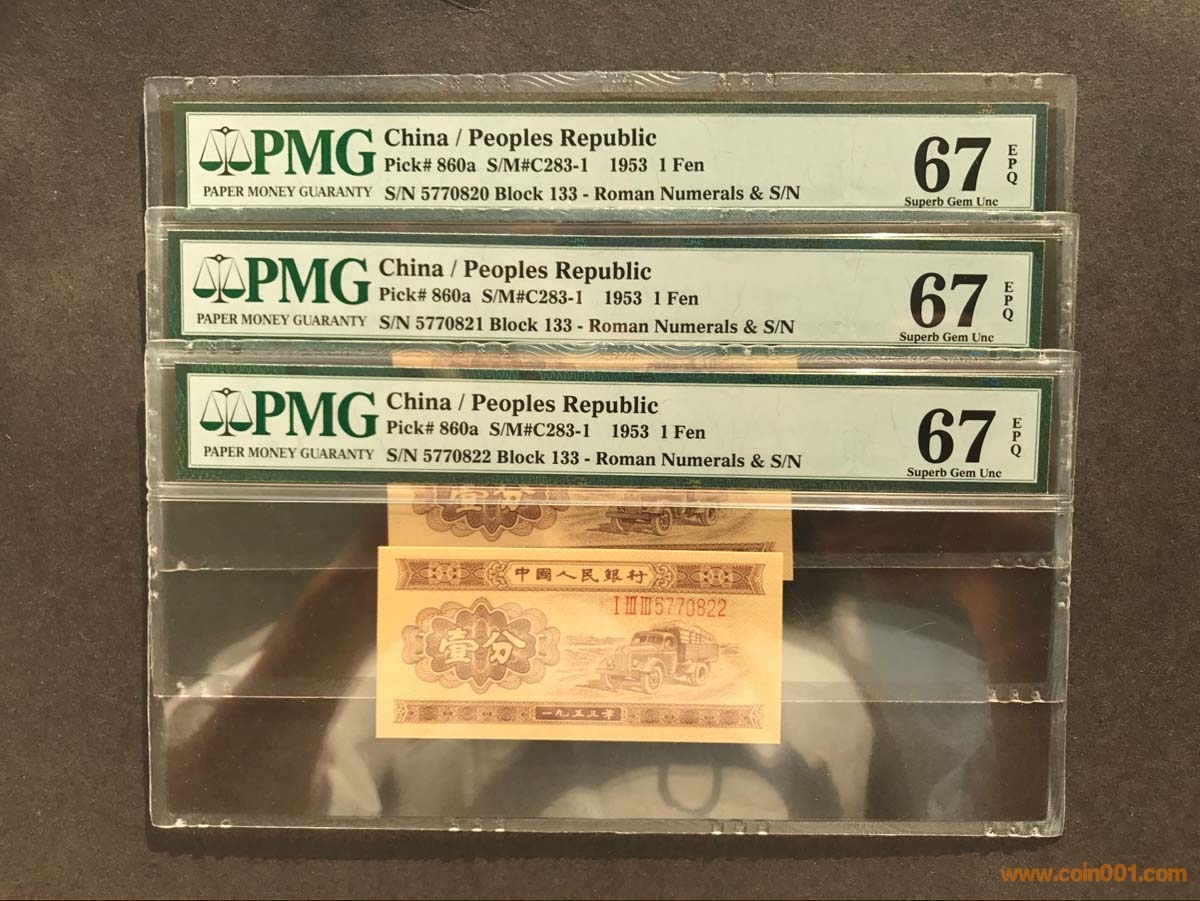 PMG
PAPER MONEY GUARANTY
China / Peoples Republic
Pick# 860a S/M#C283-1 1953 1 Fen
S/N 5770820 Block 133 - Roman Numerals & S/N
67
EPQ
Superb Gem Unc
PMG
PAPER MONEY GUARANTY
China / Peoples Republic
Pick# 860a S/M#C283-1 1953 1 Fen
S/N 5770821 Block 133 - Roman Numerals & S/N
67
EPQ
Superb Gem Unc
PMG
PAPER MONEY GUARANTY
China / Peoples Republic
Pick# 860a S/M#C283-1 1953 1 Fen
S/N 5770822 Block 133 - Roman Numerals & S/N
67
EPQ
Superb Gem Unc
壹分
中國人民銀行
I III III 5770822
壹分
一九五三年
www.coin001.com